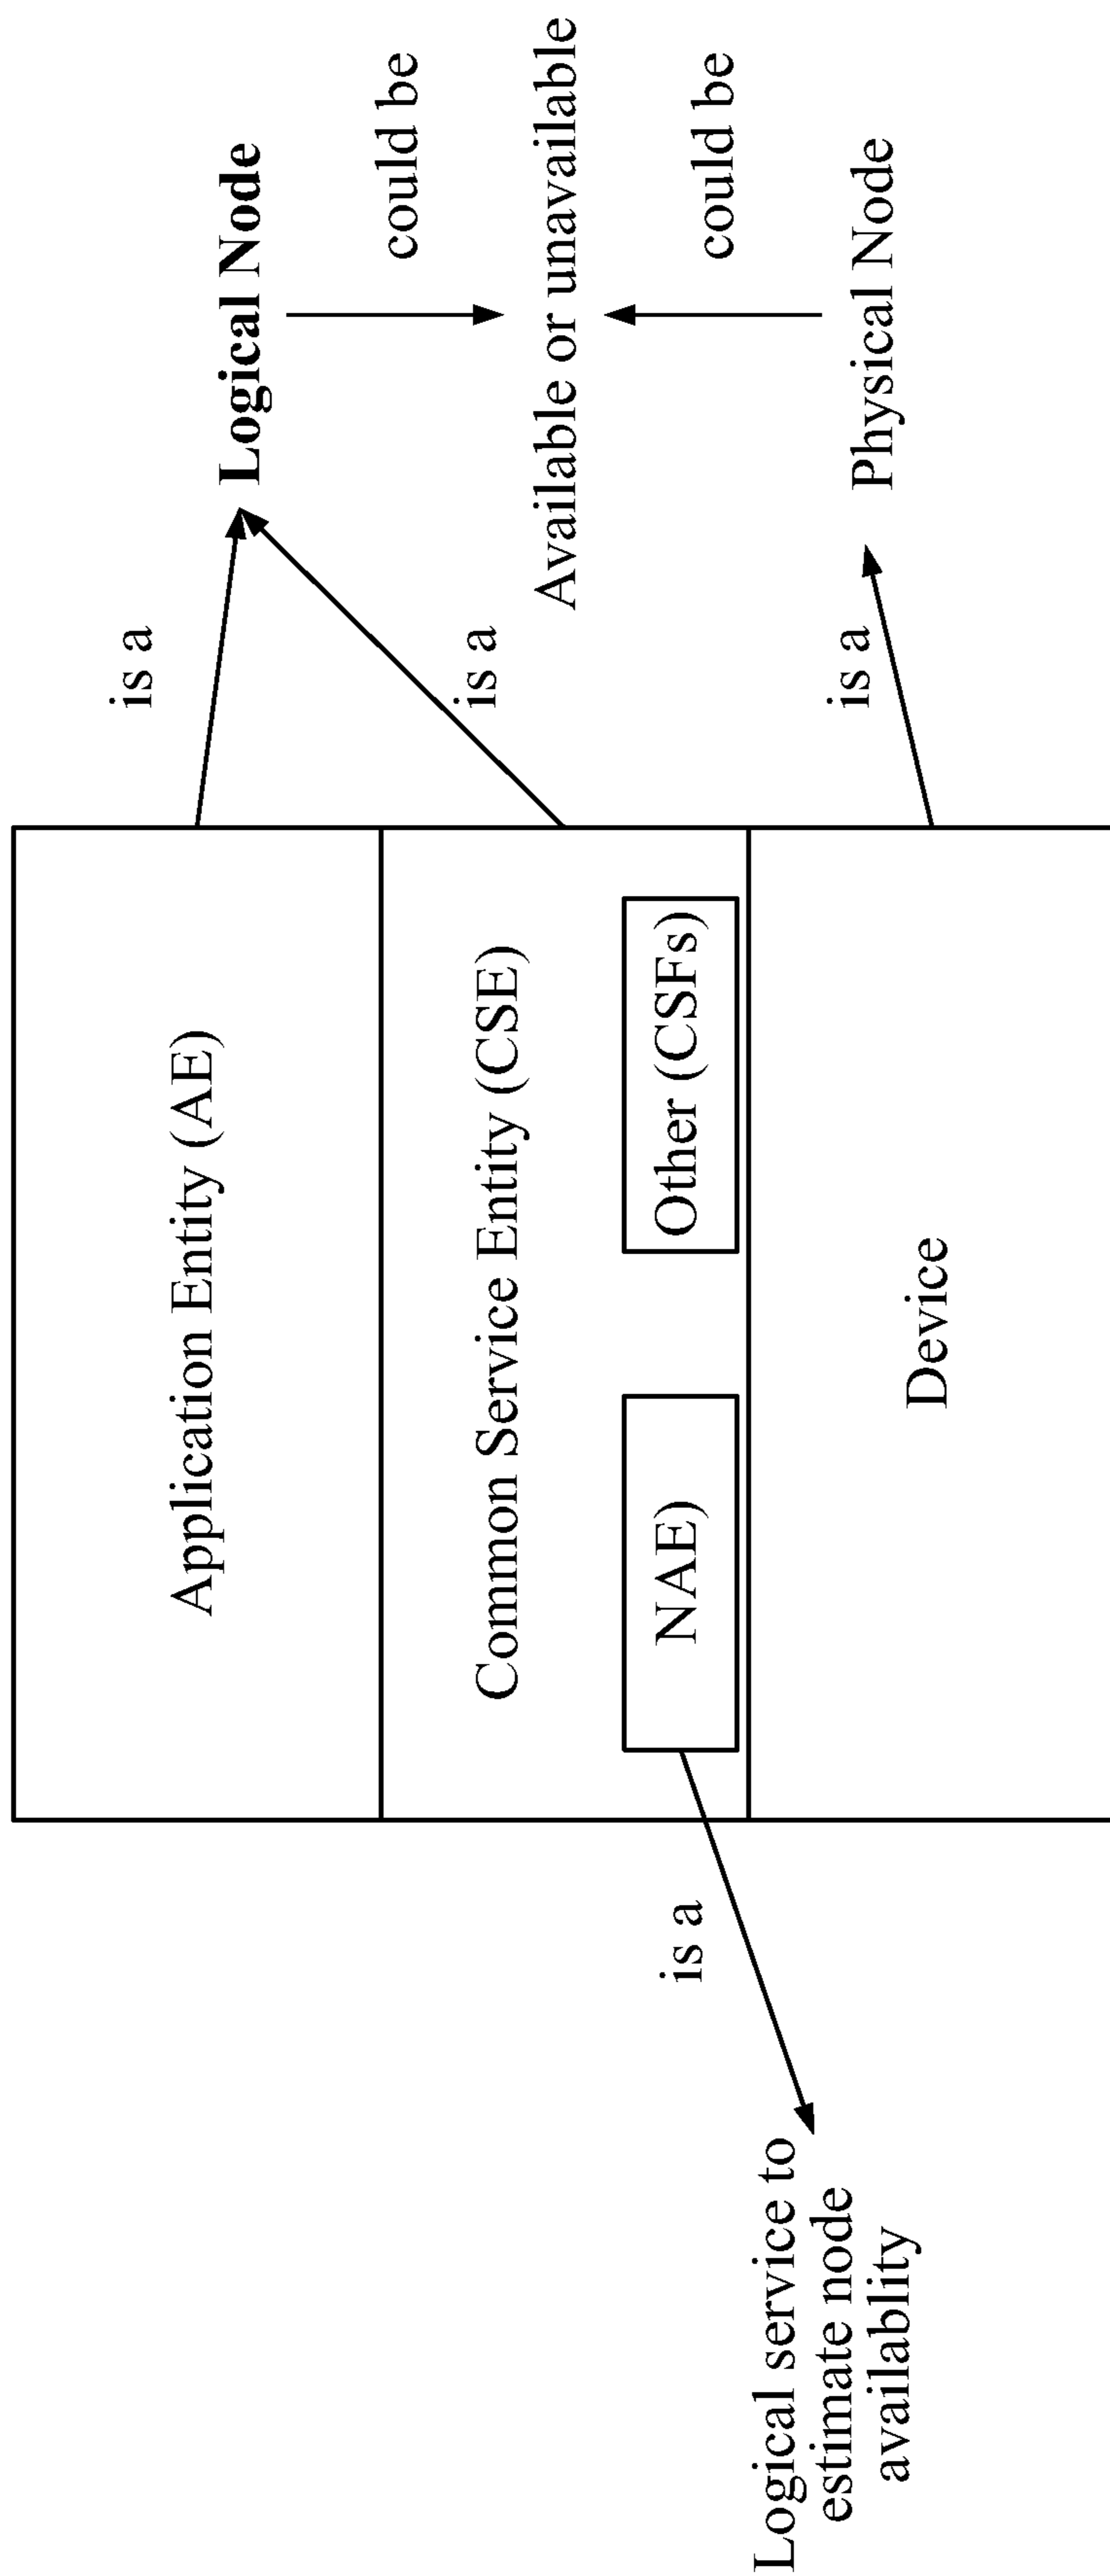 Application Entity (AE)
Common Service Entity (CSE)
NAE)
Other (CSFs)
Device
is a
Logical service to
estimate node
availablity
is a
is a
is a
Logical Node
could be
Available or unavailable
could be
Physical Node